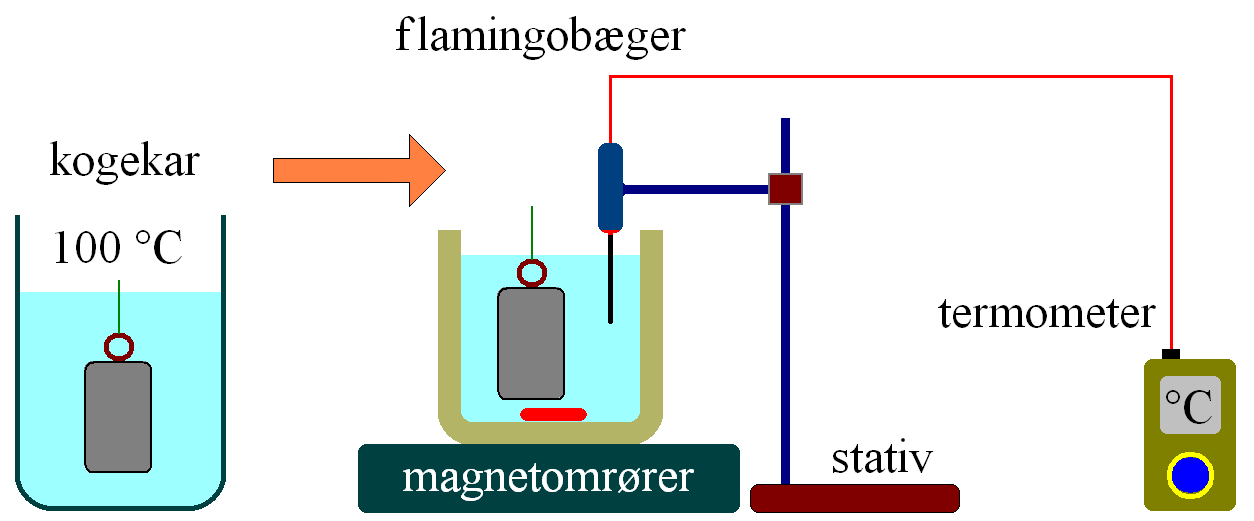 flamingobæger
kogekar
100 °C
termometer
°C
stativ
magnetomrører